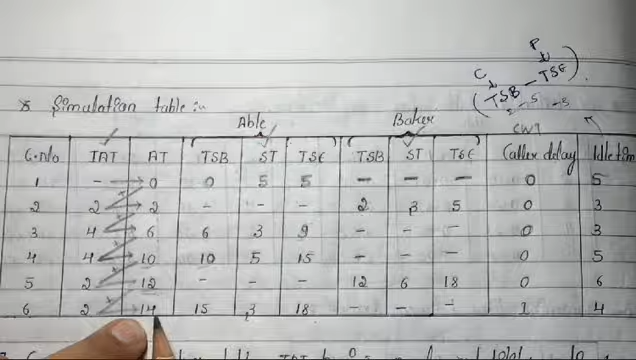 P
C TSE
(TSB - )
5
* Simulation table :-
Able Baker CWT
C.No IAT AT TSB ST TSE TSB ST TSE Caller delay Idle tim
1 - 0 0 5 5 - - - 0 5
2 2 2 - - - 2 3 5 0 3
3 4 6 6 3 9 - - - 0 3
4 4 10 10 5 15 - - - 0 5
5 2 12 - - - 12 6 18 0 6
6 2 14 15 3 18 - - - 1 4